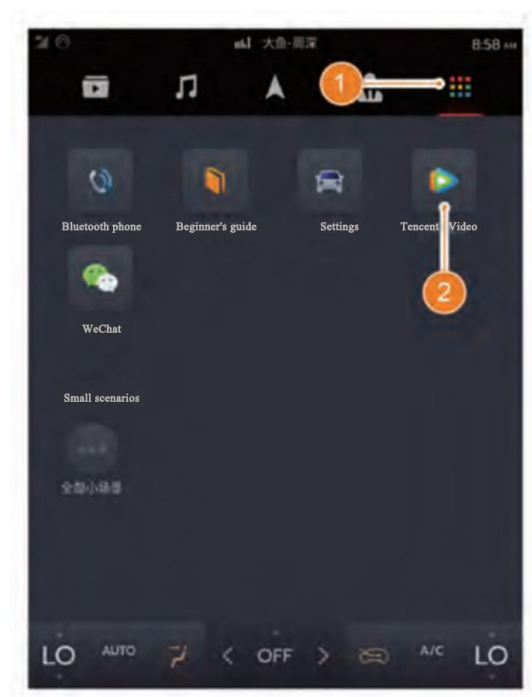 大鱼-周深 8:58 AM
1
Bluetooth phone Beginner's guide Settings Tencent Video
2
WeChat
Small scenarios
全部小场景
LO AUTO < OFF > A/C LO